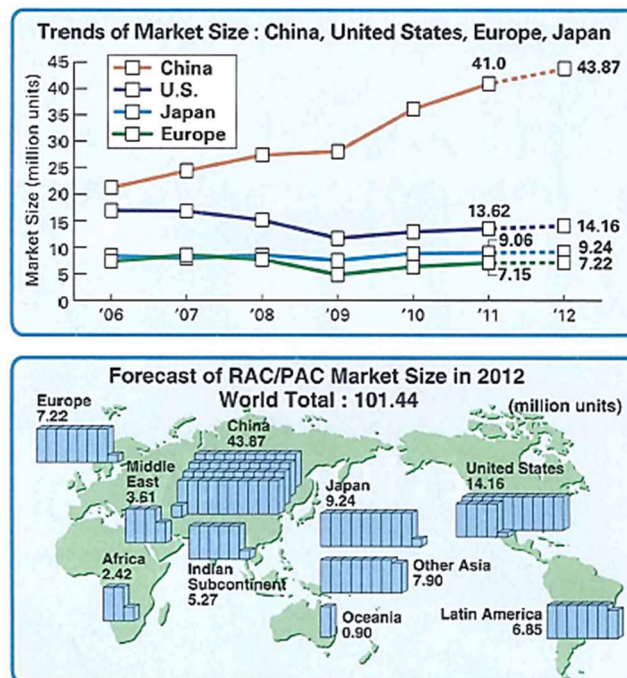 Trends of Market Size : China, United States, Europe, Japan
Market Size (million units)
45
40
35
30
25
20
15
10
5
0
China
U.S.
Japan
Europe
41.0
43.87
13.62
14.16
9.06
9.24
7.15
7.22
'06
'07
'08
'09
'10
'11
'12
Forecast of RAC/PAC Market Size in 2012
World Total : 101.44
(million units)
Europe
7.22
China
43.87
Middle
East
3.61
Japan
9.24
United States
14.16
Africa
2.42
Indian
Subcontinent
5.27
Other Asia
7.90
Oceania
0.90
Latin America
6.85